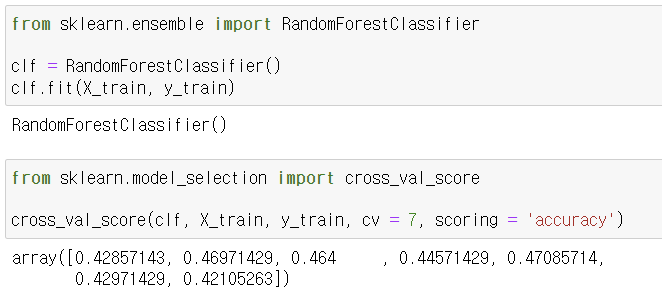 from sklearn.ensemble import RandomForestClassifier
clf = RandomForestClassifier()
clf.fit(X_train, y_train)
RandomForestClassifier()
from sklearn.model_selection import cross_val_score
cross_val_score(clf, X_train, y_train, cv = 7, scoring = 'accuracy')
array([0.42857143, 0.46971429, 0.464     , 0.44571429, 0.47085714,
       0.42971429, 0.42105263])